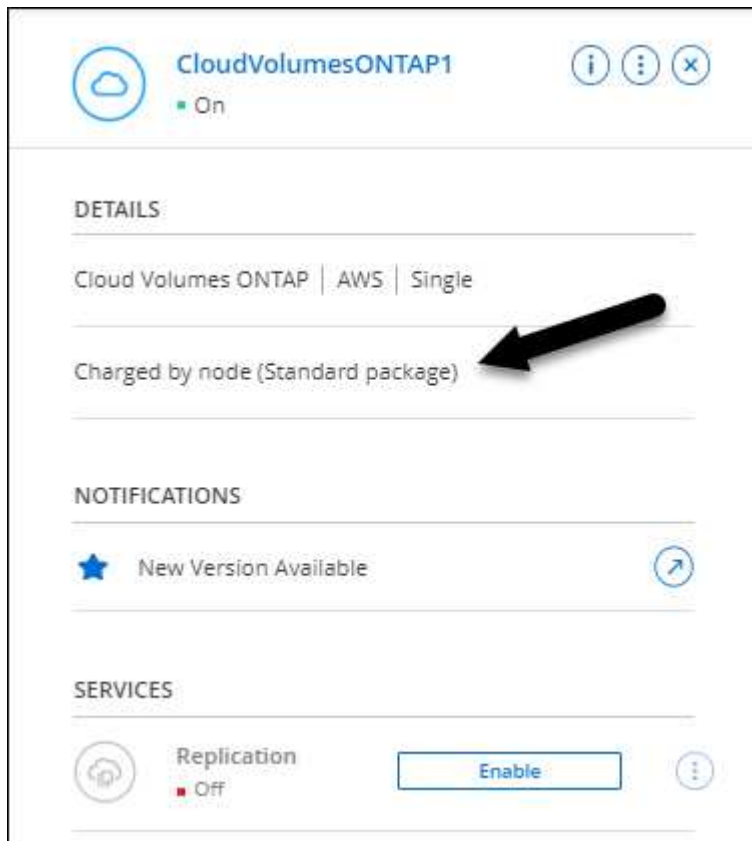 CloudVolumesONTAP1
On
DETAILS
Cloud Volumes ONTAP | AWS | Single
Charged by node (Standard package)
NOTIFICATIONS
New Version Available
SERVICES
Replication
Enable
Off